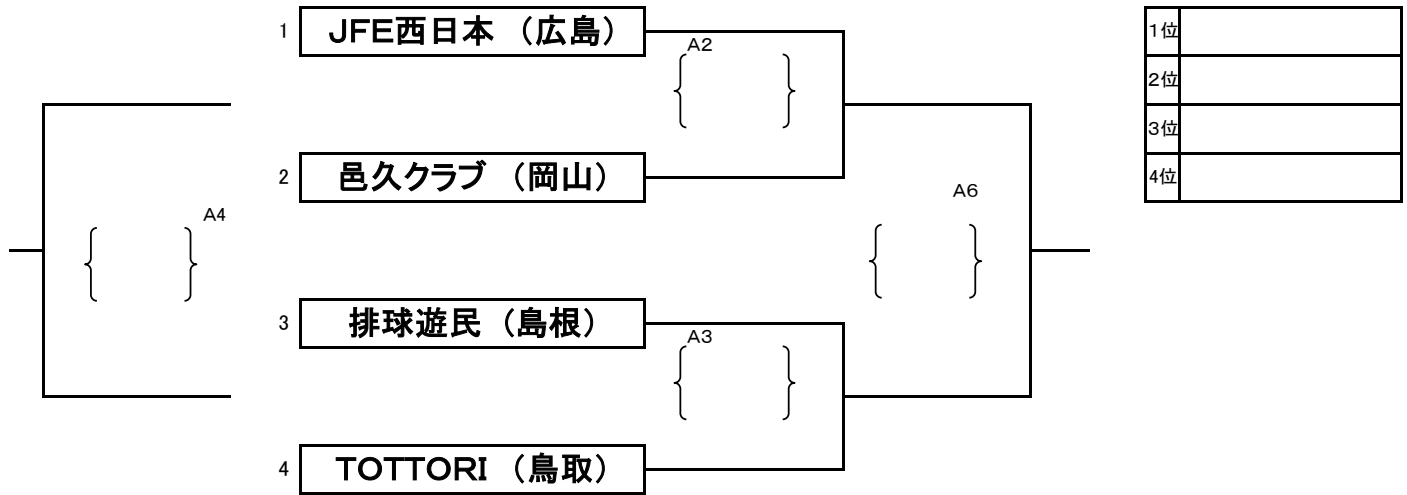 1 JFE西日本 （広島）
A2
2 邑久クラブ （岡山）
A4
A6
3 排球遊民 （島根）
A3
4 TOTTORI （鳥取）
1位
2位
3位
4位